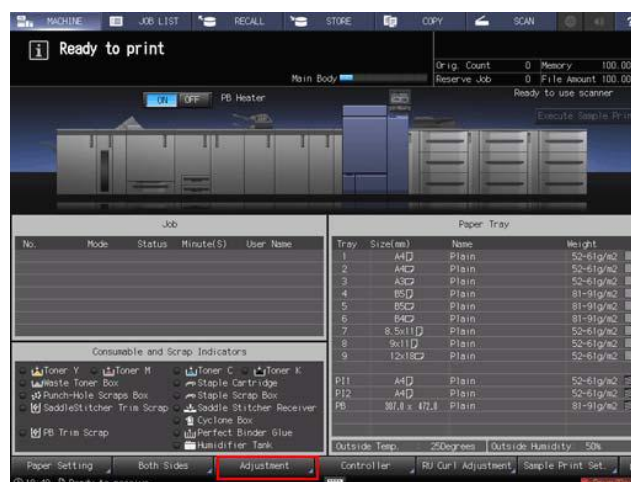 MACHINE JOB LIST RECALL STORE COPY SCAN
Ready to print
Main Body
Orig. Count 0 Memory 100.00
Reserve Job 0 File Amount 100.00
ON OFF PB Heater
Ready to use scanner
Execute Sample Prin
Job
No. Mode Status Minute(S) User Name
Paper Tray
Tray Size(mm) Name Weight
1 A4 Plain 52-61g/m2
2 A4 Plain 52-61g/m2
3 A3 Plain 52-61g/m2
4 B5 Plain 81-91g/m2
5 B5 Plain 81-91g/m2
6 B4 Plain 81-91g/m2
7 8.5x11 Plain 52-61g/m2
8 9x11 Plain 52-61g/m2
9 12x18 Plain 52-61g/m2
PI1 A4 Plain 52-61g/m2
PI2 A4 Plain 52-61g/m2
PB 307.0 x 472.0 Plain 81-91g/m2
Consumable and Scrap Indicators
Toner Y Toner M Toner C Toner K
Waste Toner Box Staple Cartridge
Punch-Hole Scraps Box Staple Scrap Box
SaddleStitcher Trim Scrap Saddle Stitcher Receiver
Cyclone Box
PB Trim Scrap Perfect Binder Glue
Humidifier Tank
Outside Temp. 25Degrees Outside Humidity 50%
Paper Setting Both Sides Adjustment Controller RU Curl Adjustment Sample Print Set.